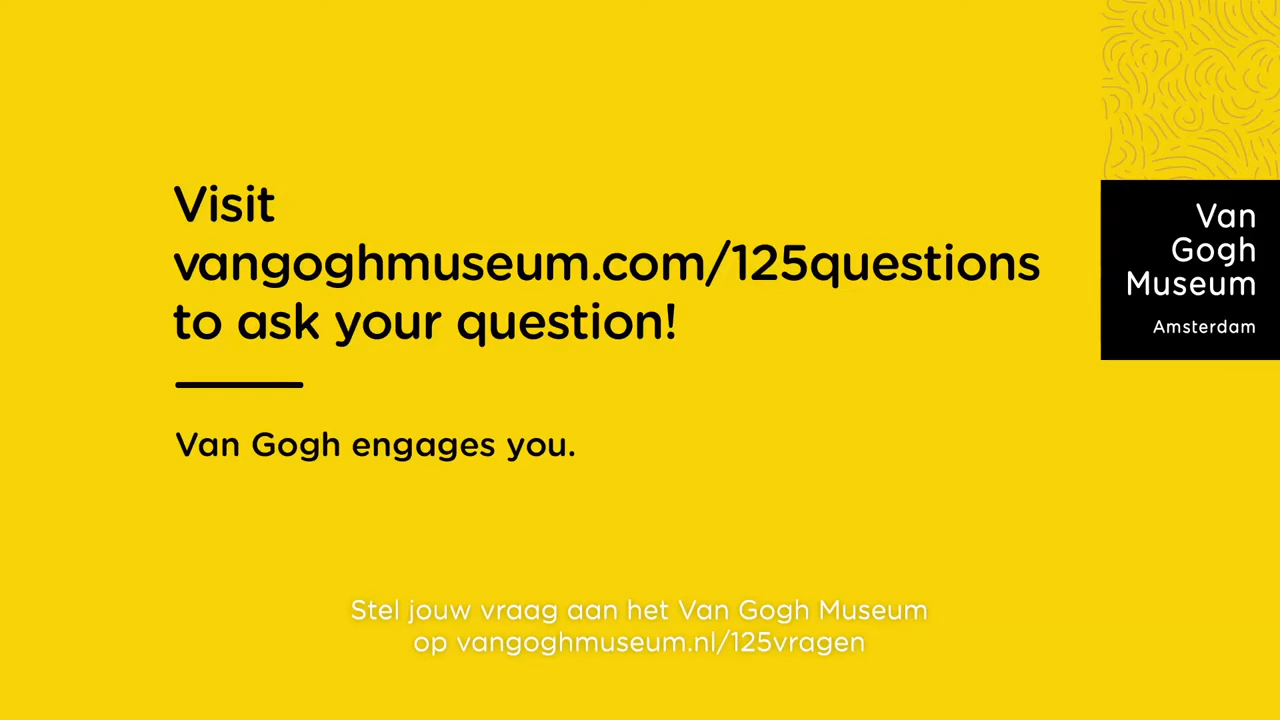 Visit
vangoghmuseum.com/125questions
to ask your question!
Van Gogh engages you.
Van
Gogh
Museum
Amsterdam
Stel jouw vraag aan het Van Gogh Museum
op vangoghmuseum.nl/125vragen